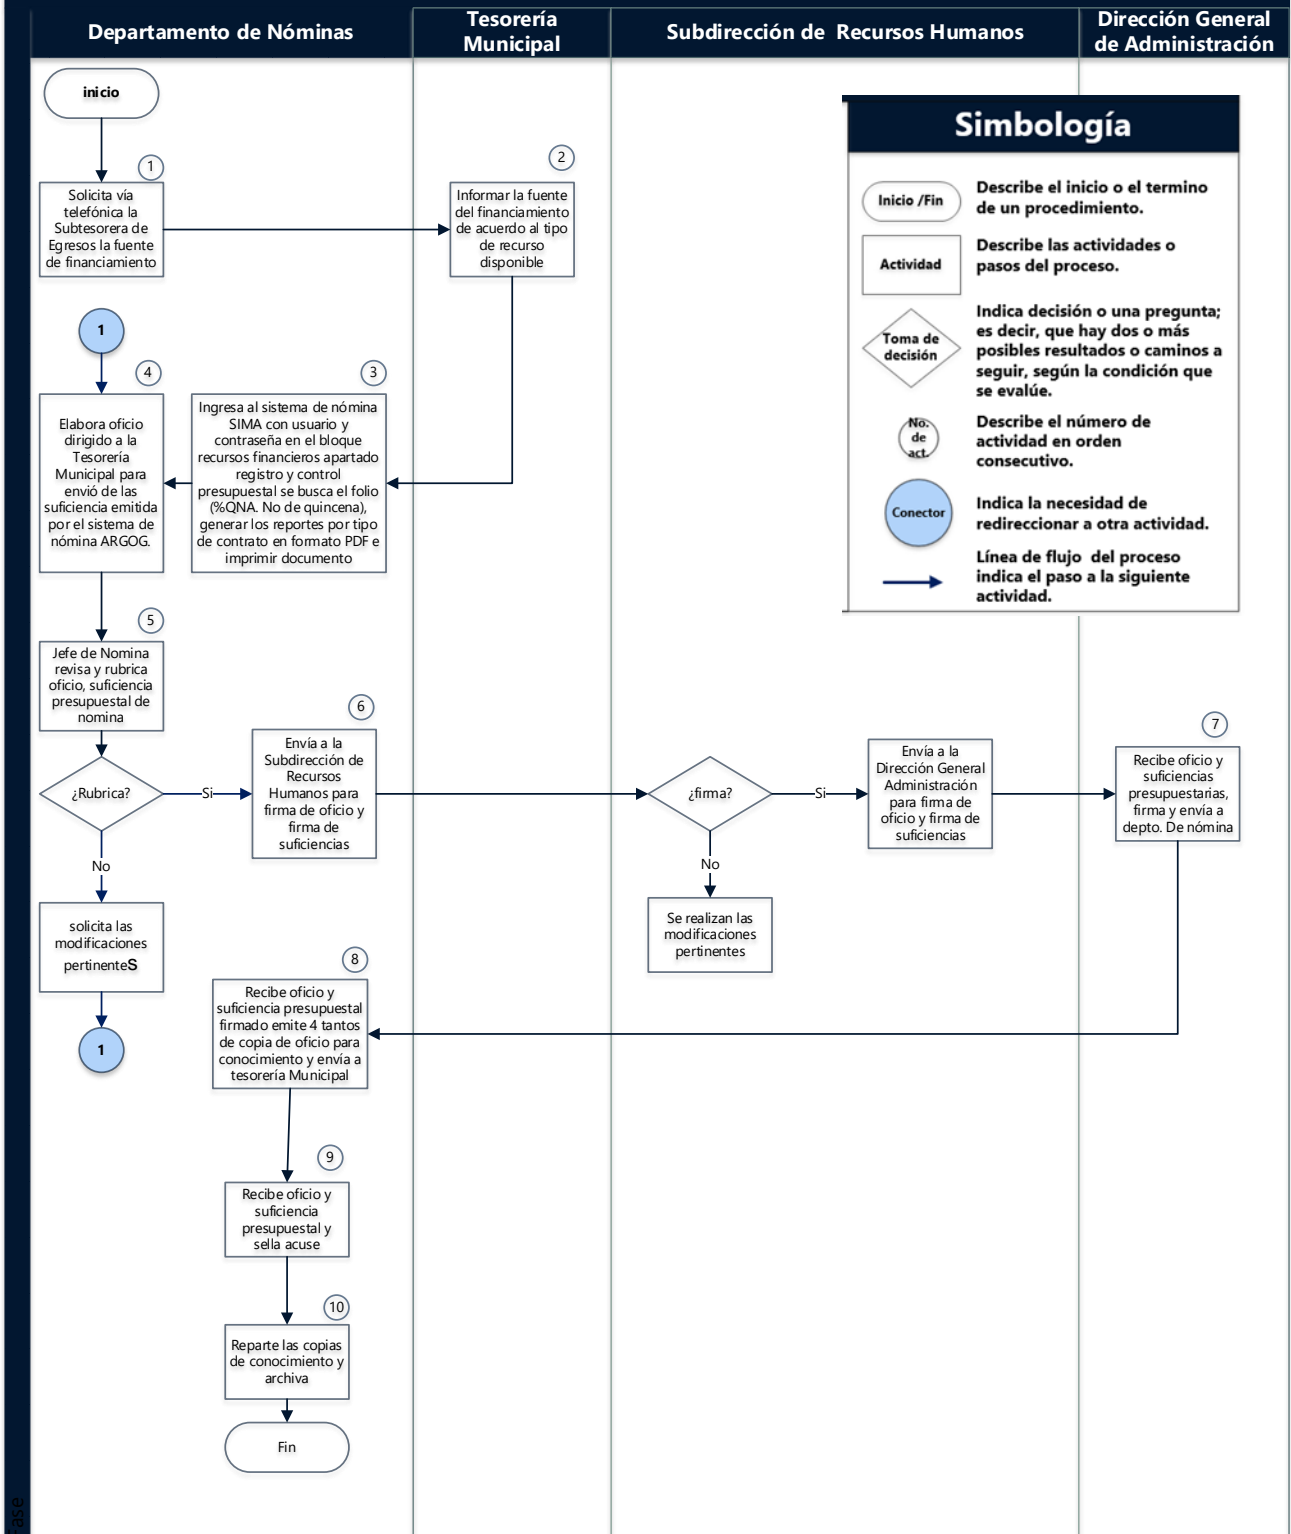 Departamento de Nóminas
Tesorería
Municipal
Subdirección de Recursos Humanos
Dirección General
de Administración
inicio
1
Solicita vía
telefónica la
Subtesorera de
Egresos la fuente
de financiamiento
2
Informar la fuente
del financiamiento
de acuerdo al tipo
de recurso
disponible
Simbología
Inicio /Fin
Describe el inicio o el termino
de un procedimiento.
Actividad
Describe las actividades o
pasos del proceso.
Toma de
decisión
Indica decisión o una pregunta;
es decir, que hay dos o más
posibles resultados o caminos a
seguir, según la condición que
se evalúe.
No.
de
act.
Describe el número de
actividad en orden
consecutivo.
Conector
Indica la necesidad de
redireccionar a otra actividad.
Línea de flujo del proceso
indica el paso a la siguiente
actividad.
1
4
Elabora oficio
dirigido a la
Tesorería
Municipal para
envió de las
suficiencia emitida
por el sistema de
nómina ARGOG.
3
Ingresa al sistema de nómina
SIMA con usuario y
contraseña en el bloque
recursos financieros apartado
registro y control
presupuestal se busca el folio
(%QNA. No de quincena),
generar los reportes por tipo
de contrato en formato PDF e
imprimir documento
5
Jefe de Nomina
revisa y rubrica
oficio, suficiencia
presupuestal de
nomina
¿Rubrica?
Si
6
Envía a la
Subdirección de
Recursos
Humanos para
firma de oficio y
firma de
suficiencias
¿firma?
Si
Envía a la
Dirección General
Administración
para firma de
oficio y firma de
suficiencias
7
Recibe oficio y
suficiencias
presupuestarias,
firma y envía a
depto. De nómina
No
solicita las
modificaciones
pertinenteS
1
No
Se realizan las
modificaciones
pertinentes
8
Recibe oficio y
suficiencia presupuestal
firmado emite 4 tantos
de copia de oficio para
conocimiento y envía a
tesorería Municipal
9
Recibe oficio y
suficiencia
presupuestal y
sella acuse
10
Reparte las copias
de conocimiento y
archiva
Fin